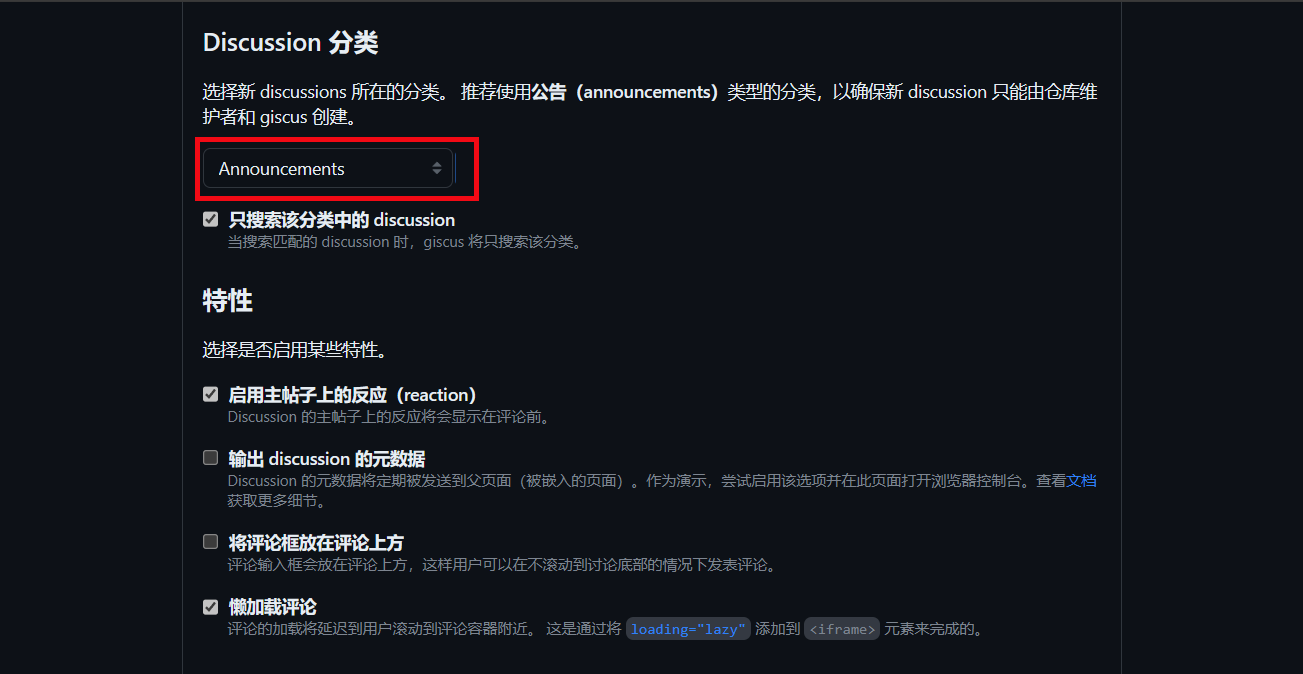 Discussion 分类
选择新 discussions 所在的分类。 推荐使用公告（announcements）类型的分类，以确保新 discussion 只能由仓库维
护者和 giscus 创建。
Announcements
只搜索该分类中的 discussion
当搜索匹配的 discussion 时，giscus 将只搜索该分类。
特性
选择是否启用某些特性。
启用主帖子上的反应（reaction）
Discussion 的主帖子上的反应将会显示在评论前。
输出 discussion 的元数据
Discussion 的元数据将定期被发送到父页面（被嵌入的页面）。作为演示，尝试启用该选项并在此页面打开浏览器控制台。查看文档
获取更多细节。
将评论框放在评论上方
评论输入框会放在评论上方，这样用户可以在不滚动到讨论底部的情况下发表评论。
懒加载评论
评论的加载将延迟到用户滚动到评论容器附近。 这是通过将 loading="lazy" 添加到 <iframe> 元素来完成的。